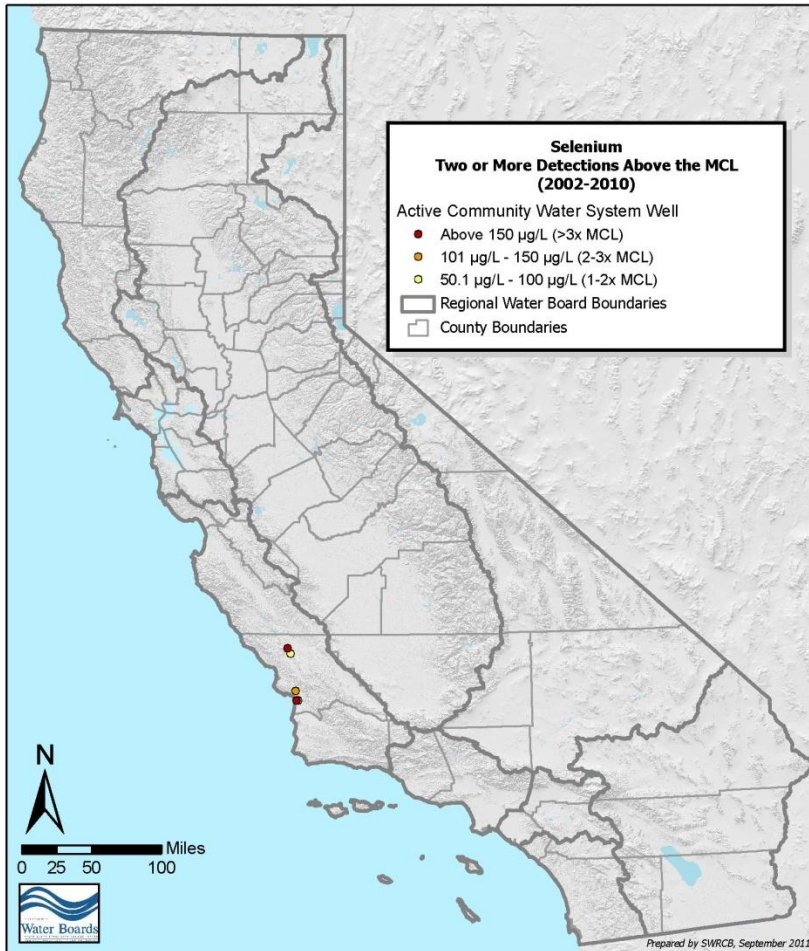 Selenium
Two or More Detections Above the MCL
(2002-2010)
Active Community Water System Well
Above 150 µg/L (>3x MCL)
101 µg/L - 150 µg/L (2-3x MCL)
50.1 µg/L - 100 µg/L (1-2x MCL)
Regional Water Board Boundaries
County Boundaries
N
Miles
0 25 50 100
Water Boards
Prepared by SWRCB, September 201